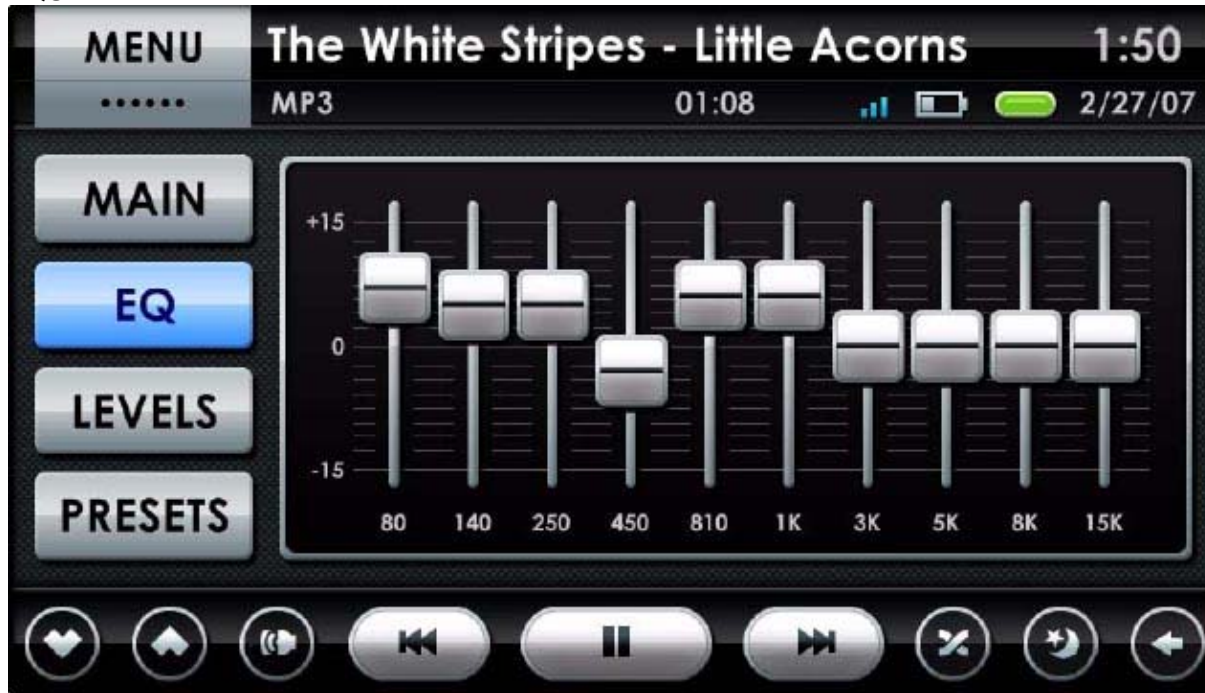 MENU
The White Stripes - Little Acorns 1:50
MP3 01:08 2/27/07
MAIN
EQ
LEVELS
PRESETS
+15
0
-15
80 140 250 450 810 1K 3K 5K 8K 15K